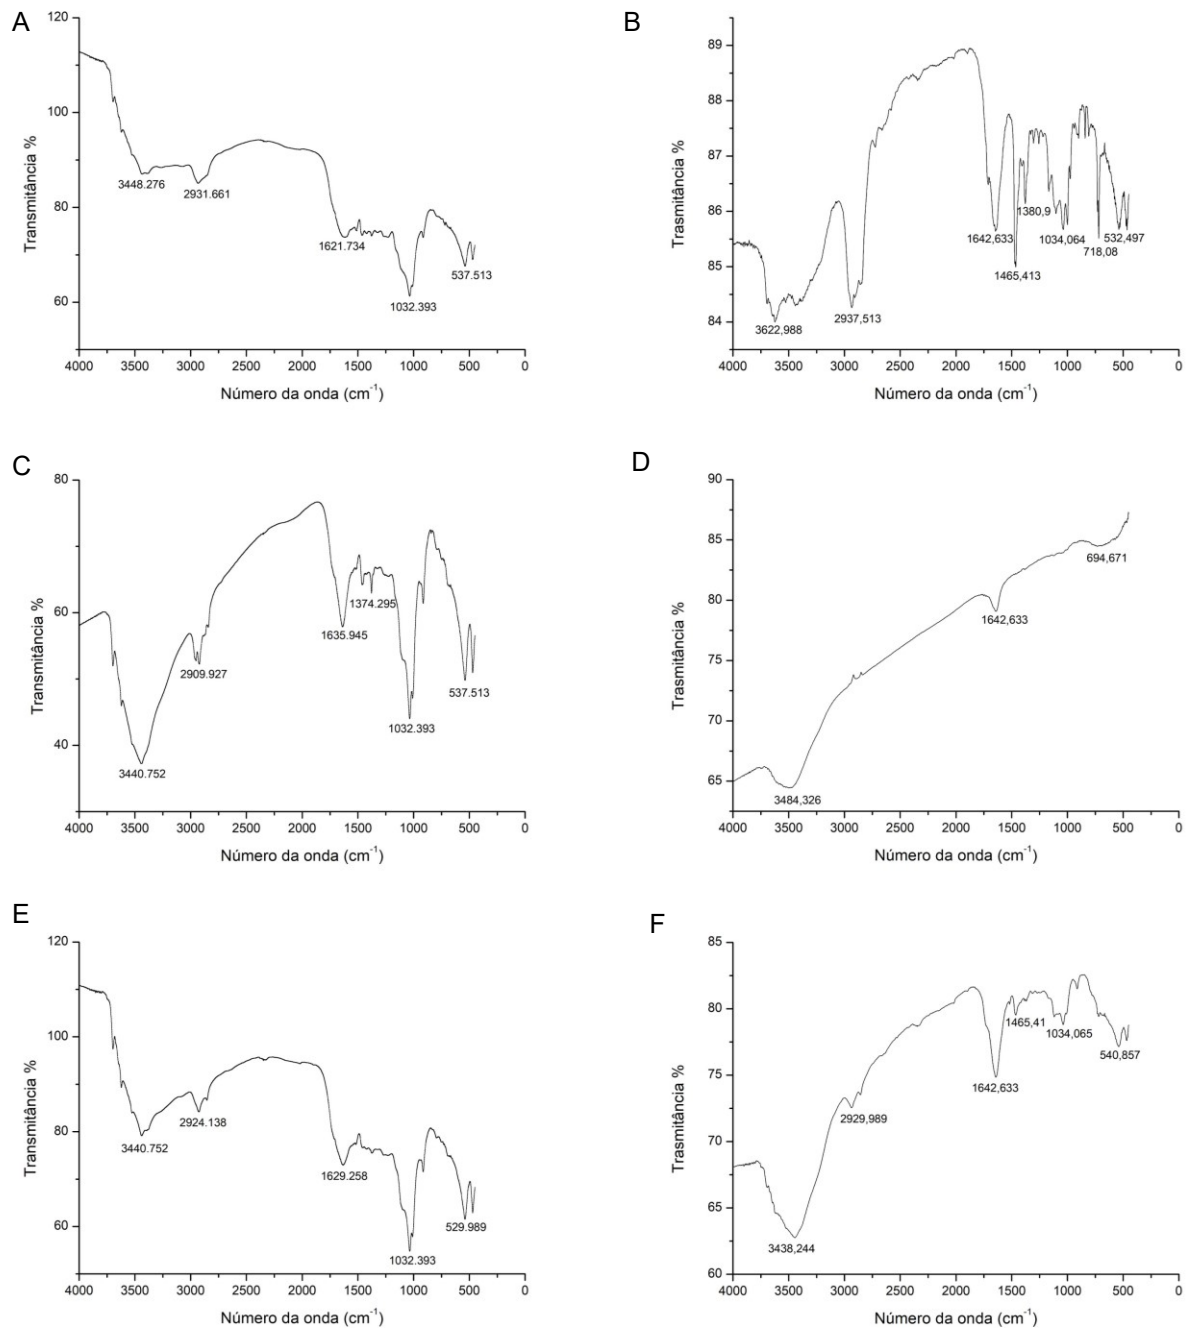 A
Transmitância %
120
100
80
60
3448.276
2931.661
1621.734
1032.393
537.513
4000 3500 3000 2500 2000 1500 1000 500 0
Número da onda (cm-1)
B
Trasmitância %
89
88
87
86
85
84
3622,988
2937,513
1642,633
1465,413
1380,9
1034,064
718,08
532,497
4000 3500 3000 2500 2000 1500 1000 500 0
Número da onda (cm-1)
C
Transmitância %
80
60
40
3440.752
2909.927
1635.945
1374.295
1032.393
537.513
4000 3500 3000 2500 2000 1500 1000 500 0
Número da onda (cm-1)
D
Trasmitância %
90
85
80
75
70
65
3484,326
1642,633
694,671
4000 3500 3000 2500 2000 1500 1000 500 0
Número da onda (cm-1)
E
Transmitância %
120
100
80
60
3440.752
2924.138
1629.258
1032.393
529.989
4000 3500 3000 2500 2000 1500 1000 500 0
Número da onda (cm-1)
F
Trasmitância %
85
80
75
70
65
60
3438,244
2929,989
1642,633
1465,41
1034,065
540,857
4000 3500 3000 2500 2000 1500 1000 500 0
Número da onda (cm-1)